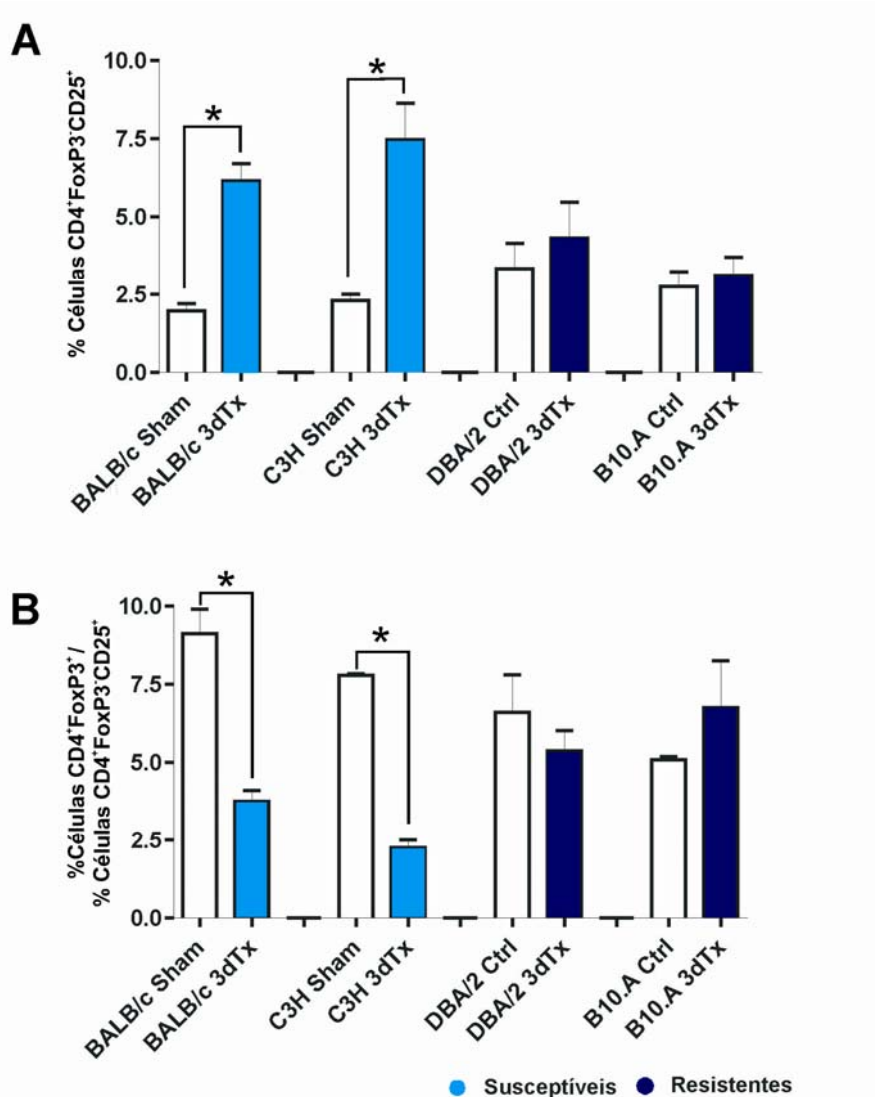 A
% Células CD4⁺FoxP3⁻CD25⁺
10.0
7.5
5.0
2.5
0.0
*
*
BALB/c Sham
BALB/c 3dTx
C3H Sham
C3H 3dTx
DBA/2 Ctrl
DBA/2 3dTx
B10.A Ctrl
B10.A 3dTx
B
%Células CD4⁺FoxP3⁺/
% Células CD4⁺FoxP3⁻CD25⁺
10.0
7.5
5.0
2.5
0.0
*
*
BALB/c Sham
BALB/c 3dTx
C3H Sham
C3H 3dTx
DBA/2 Ctrl
DBA/2 3dTx
B10.A Ctrl
B10.A 3dTx
Susceptíveis
Resistentes